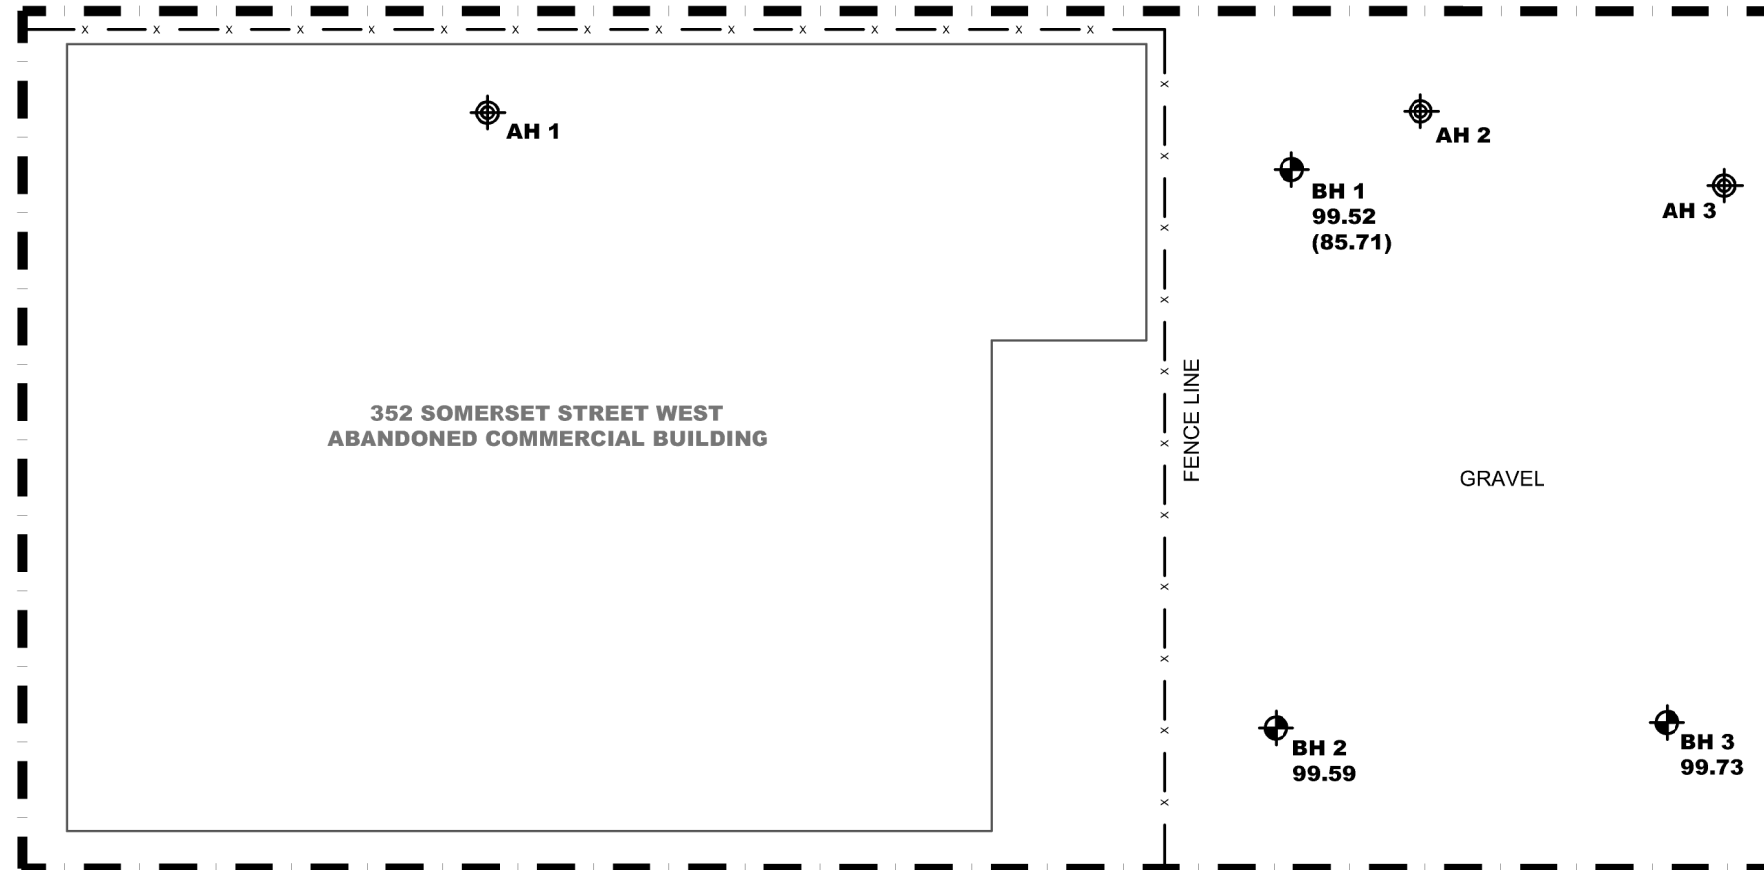 AH 1
AH 2
BH 1
99.52
(85.71)
AH 3
352 SOMERSET STREET WEST
ABANDONED COMMERCIAL BUILDING
FENCE LINE
GRAVEL
BH 2
99.59
BH 3
99.73